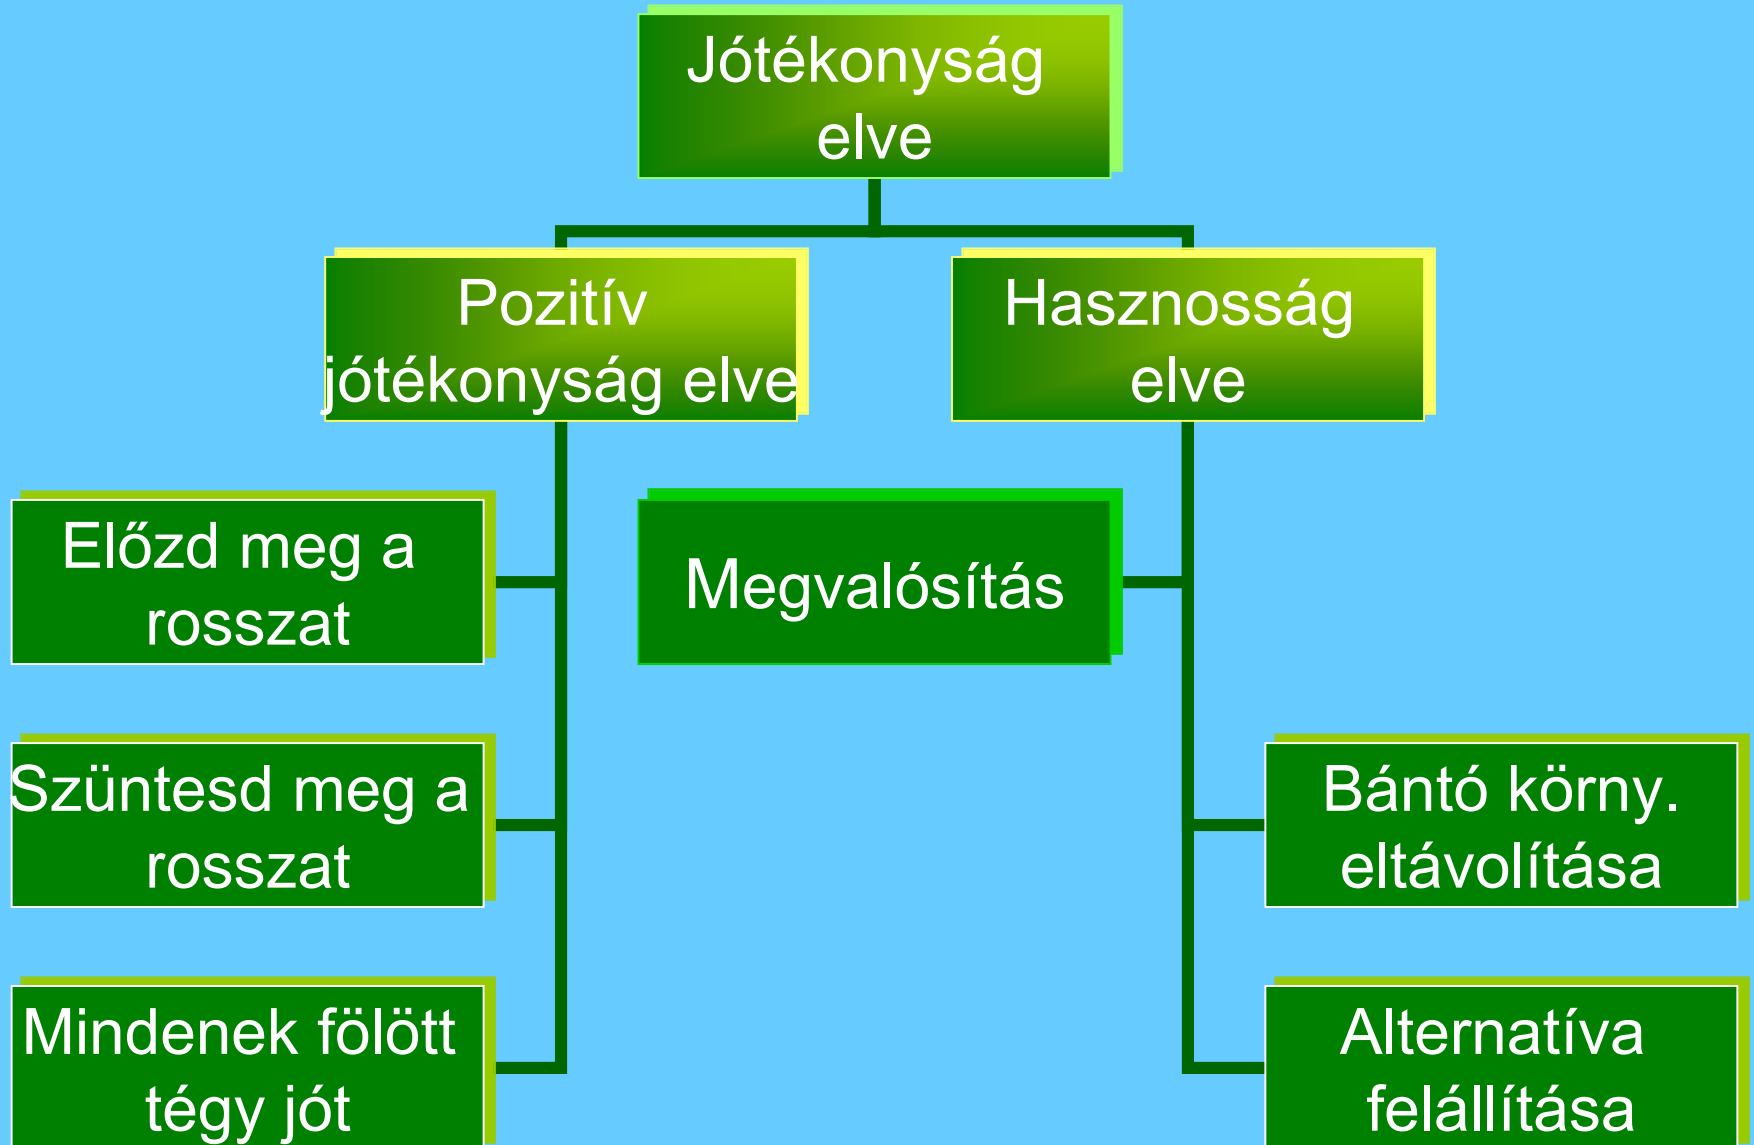 Jótékonyság
elve
Pozitív
jótékonyság elve
Hasznosság
elve
Előzd meg a
rosszat
Megvalósítás
Szüntesd meg a
rosszat
Bántó körny.
eltávolítása
Mindenek fölött
tégy jót
Alternatíva
felállítása